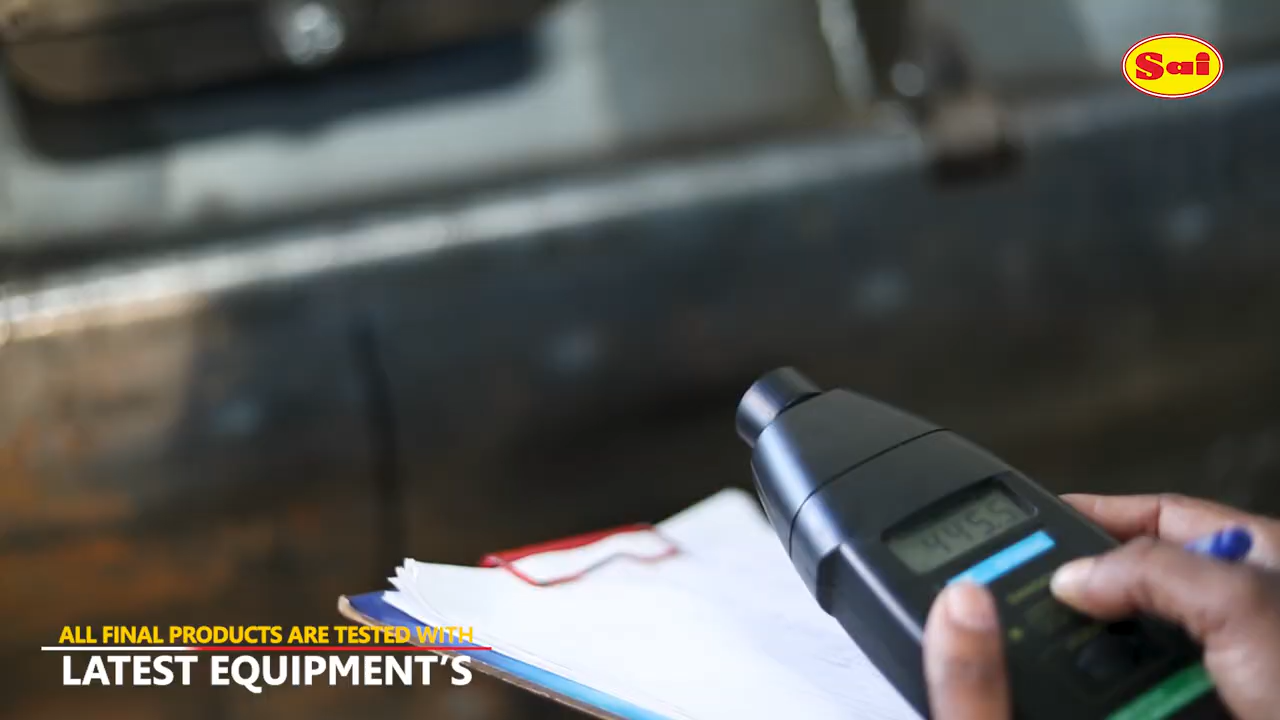 Sai
ALL FINAL PRODUCTS ARE TESTED WITH
LATEST EQUIPMENT’S